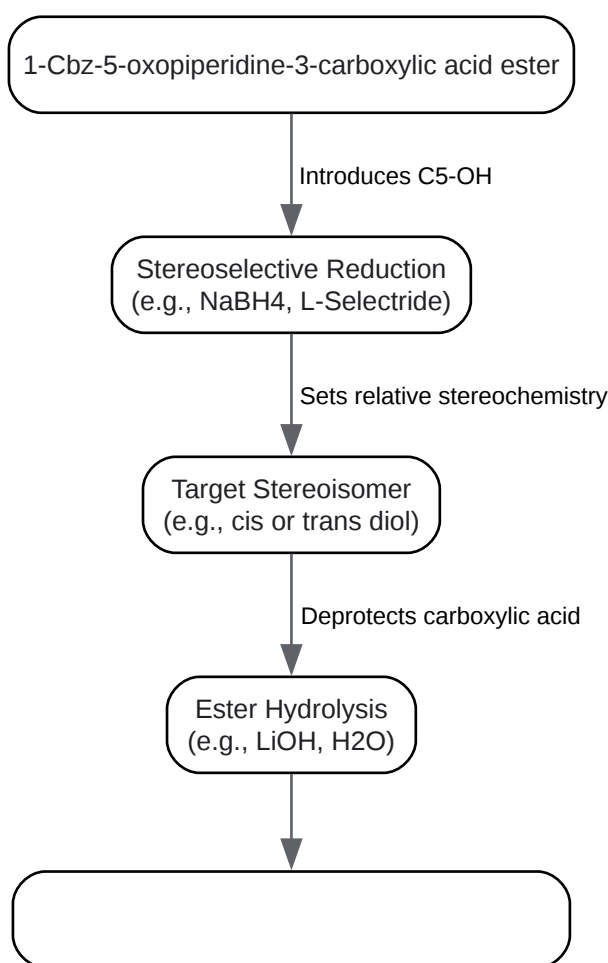 1-Cbz-5-oxopiperidine-3-carboxylic acid ester
Introduces C5-OH
Stereoselective Reduction
(e.g., NaBH4, L-Selectride)
Sets relative stereochemistry
Target Stereoisomer
(e.g., cis or trans diol)
Deprotects carboxylic acid
Ester Hydrolysis
(e.g., LiOH, H2O)